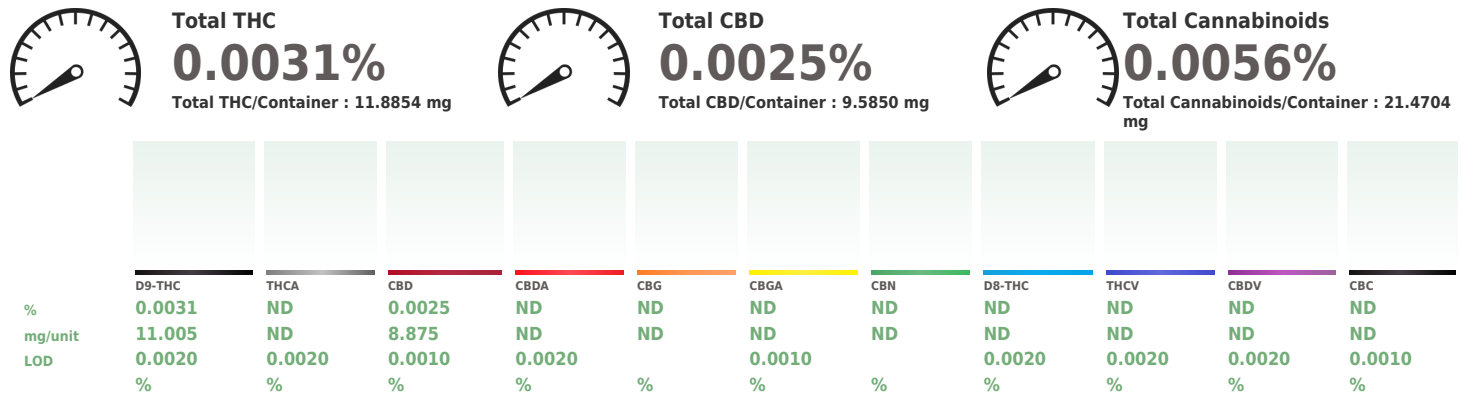 Total THC
0.0031%
Total THC/Container : 11.8854 mg
Total CBD
0.0025%
Total CBD/Container : 9.5850 mg
Total Cannabinoids
0.0056%
Total Cannabinoids/Container : 21.4704
mg
D9-THC THCA CBD CBDA CBG CBGA CBN D8-THC THCV CBDV CBC
% 0.0031 ND 0.0025 ND ND ND ND ND ND ND ND
mg/unit 11.005 ND 8.875 ND ND ND ND ND ND ND ND
LOD 0.0020 0.0020 0.0010 0.0020 0.0010 0.0020 0.0020 0.0020 0.0010
% % % % % % % % % % %